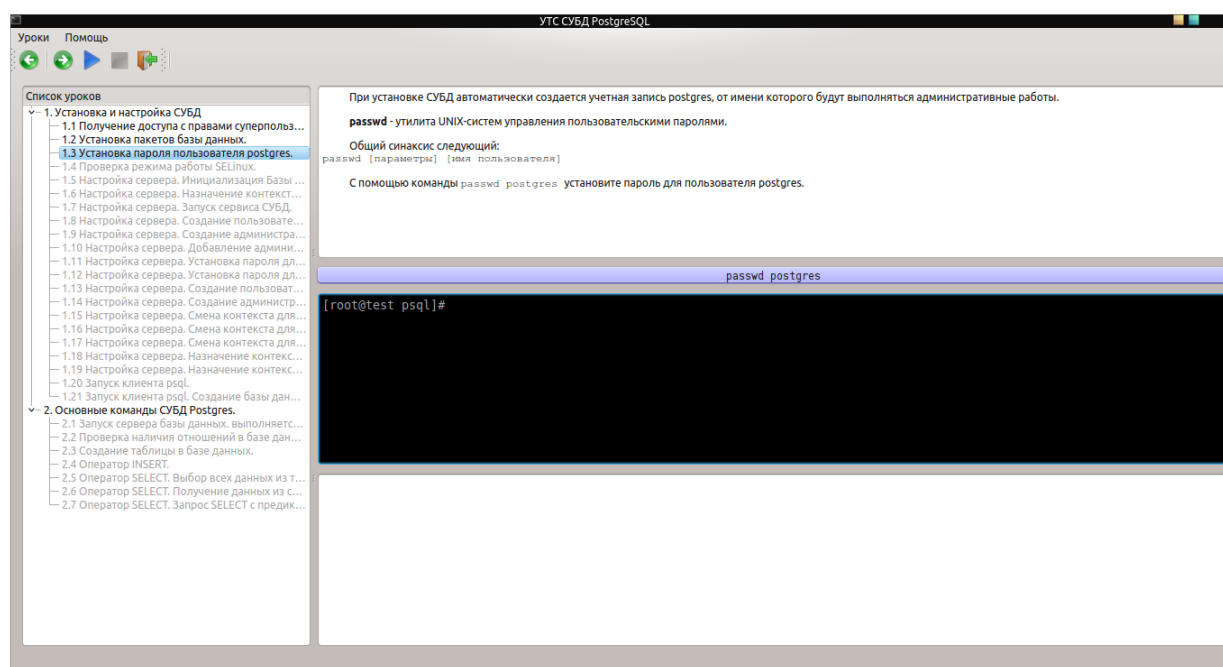 УТС СУБД PostgreSQL
Уроки Помощь
Список уроков
1. Установка и настройка СУБД
1.1 Получение доступа с правами суперпольз...
1.2 Установка пакетов базы данных.
1.3 Установка пароля пользователя postgres.
1.4 Проверка режима работы SELinux.
1.5 Настройка сервера. Инициализация Базы ...
1.6 Настройка сервера. Назначение контекст...
1.7 Настройка сервера. Запуск сервиса СУБД.
1.8 Настройка сервера. Создание пользовате...
1.9 Настройка сервера. Создание администра...
1.10 Настройка сервера. Добавление админи...
1.11 Настройка сервера. Установка пароля дл...
1.12 Настройка сервера. Установка пароля дл...
1.13 Настройка сервера. Создание пользоват...
1.14 Настройка сервера. Создание администр...
1.15 Настройка сервера. Смена контекста для...
1.16 Настройка сервера. Смена контекста для...
1.17 Настройка сервера. Смена контекста для...
1.18 Настройка сервера. Назначение контекс...
1.19 Настройка сервера. Назначение контекс...
1.20 Запуск клиента psql.
1.21 Запуск клиента psql. Создание базы дан...
2. Основные команды СУБД Postgres.
2.1 Запуск сервера базы данных. выполняетс...
2.2 Проверка наличия отношений в базе дан...
2.3 Создание таблицы в базе данных.
2.4 Оператор INSERT.
2.5 Оператор SELECT. Выбор всех данных из т...
2.6 Оператор SELECT. Получение данных из с...
2.7 Оператор SELECT. Запрос SELECT с предик...
При установке СУБД автоматически создается учетная запись postgres, от имени которого будут выполняться административные работы.
passwd - утилита UNIX-систем управления пользовательскими паролями.
Общий синаксис следующий:
passwd [параметры] [имя пользователя]
С помощью команды passwd postgres установите пароль для пользователя postgres.
passwd postgres
[root@test psql]#